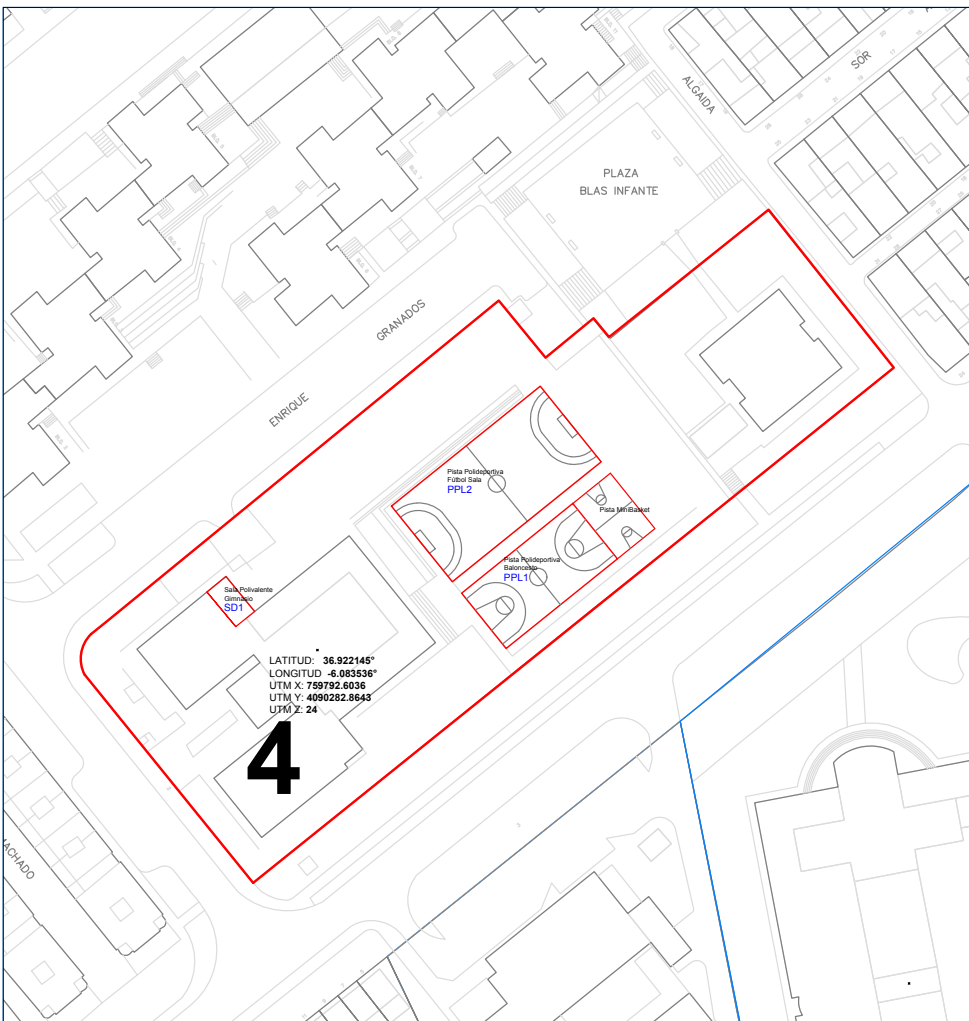 SOR
ALGAIDA
PLAZA
BLAS INFANTE
GRANADOS
ENRIQUE
Pista Polideportiva
Fútbol Sala
PPL2
Pista MiniBasket
Pista Polideportiva
Baloncesto
PPL1
Sala Polivalente
Gimnasio
SD1
LATITUD: 36.922145°
LONGITUD -6.083536°
UTM X: 759792.6036
UTM Y: 4090282.8643
UTM Z: 24
4
MACHADO